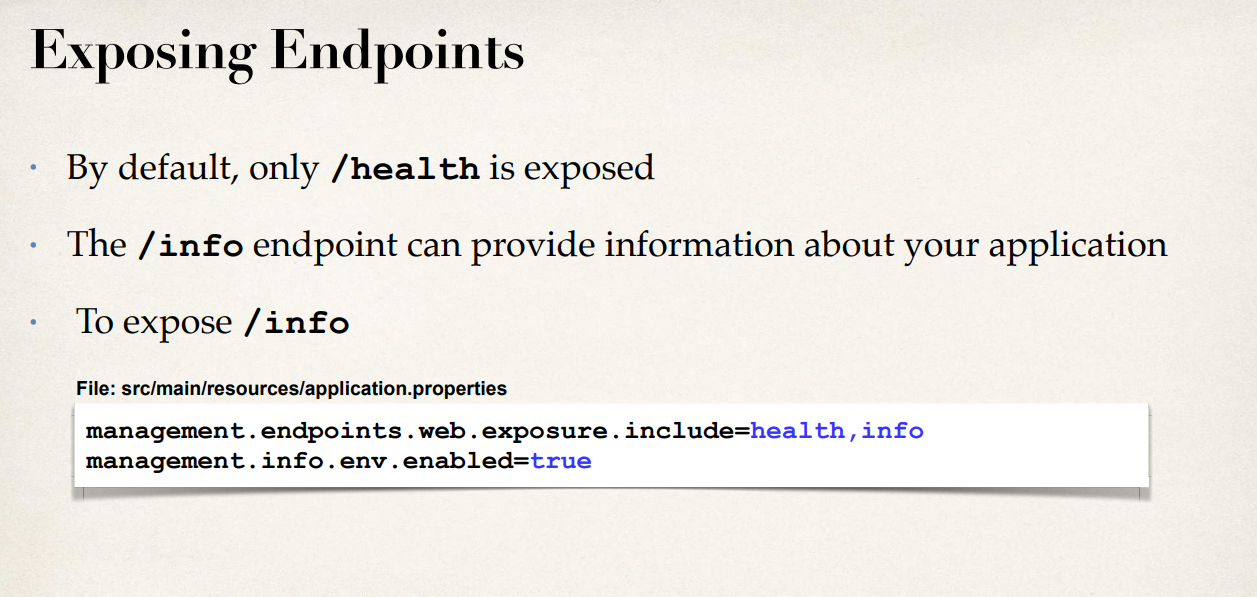 Exposing Endpoints
• By default, only /health is exposed
• The /info endpoint can provide information about your application
• To expose /info
File: src/main/resources/application.properties
management.endpoints.web.exposure.include=health,info
management.info.env.enabled=true